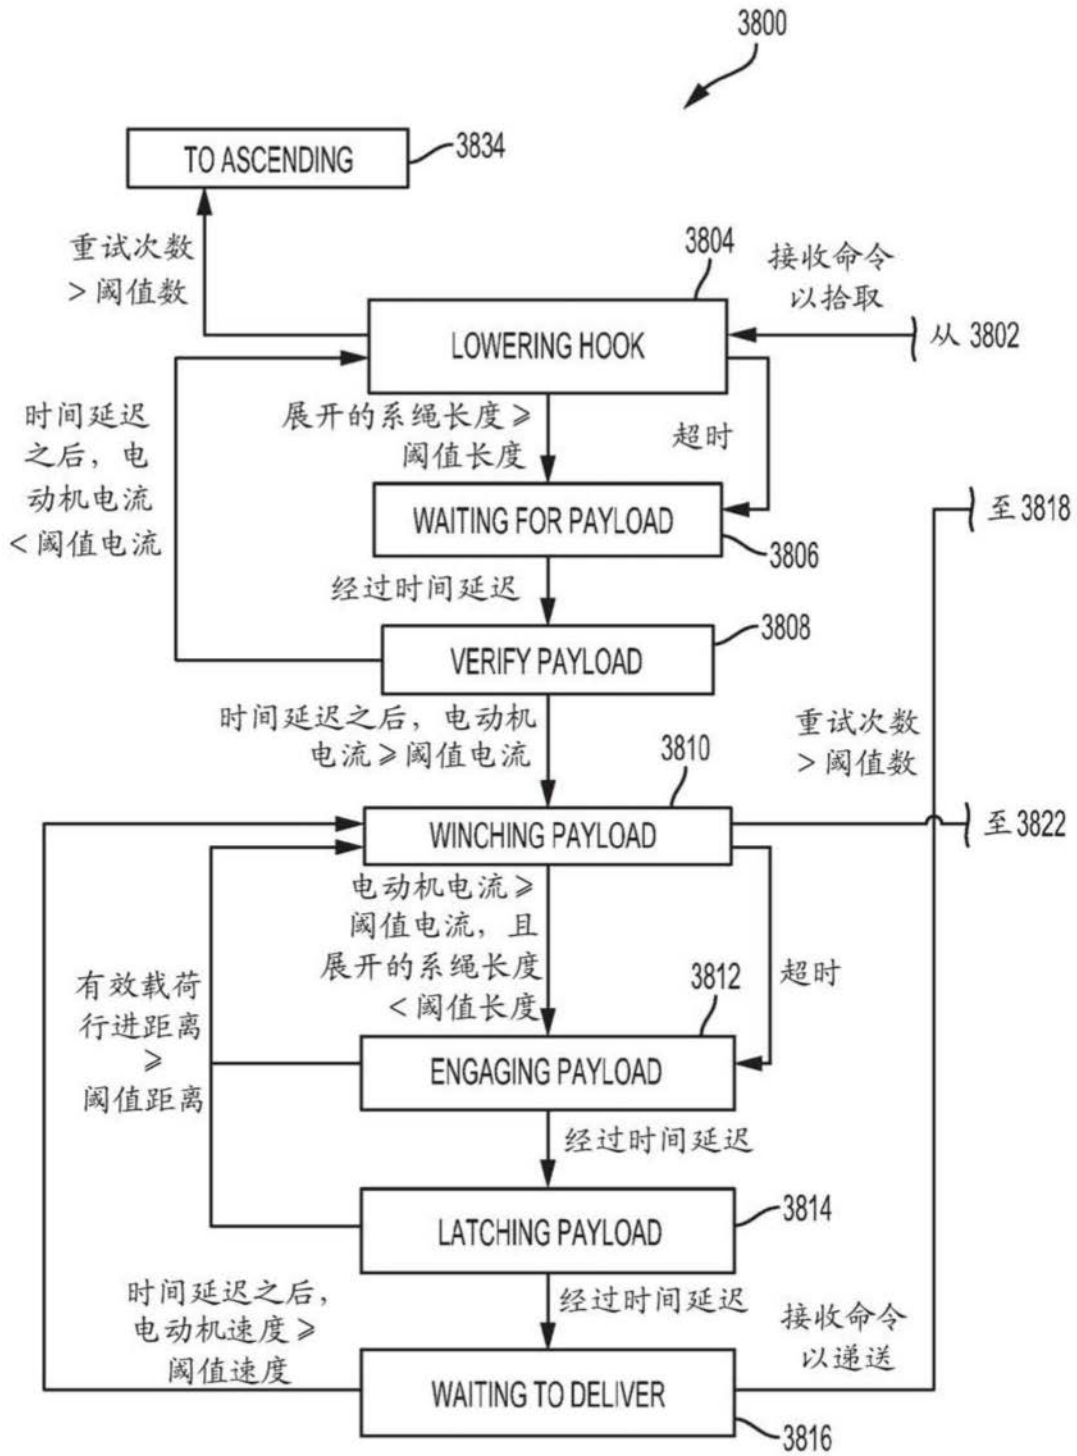 3800
TO ASCENDING
3834
重试次数
>阈值数
3804
接收命令
以拾取
LOWERING HOOK
从 3802
时间延迟
之后，电
动机电流
<阈值电流
展开的系绳长度≥
阈值长度
超时
WAITING FOR PAYLOAD
3806
至 3818
经过时间延迟
3808
VERIFY PAYLOAD
时间延迟之后，电动机
电流≥阈值电流
重试次数
>阈值数
3810
WINCHING PAYLOAD
至 3822
电动机电流≥
阈值电流，且
展开的系绳长度
<阈值长度
3812
超时
有效载荷
行进距离
≥
阈值距离
ENGAGING PAYLOAD
经过时间延迟
LATCHING PAYLOAD
3814
时间延迟之后，
电动机速度≥
阈值速度
经过时间延迟
接收命令
以递送
WAITING TO DELIVER
3816